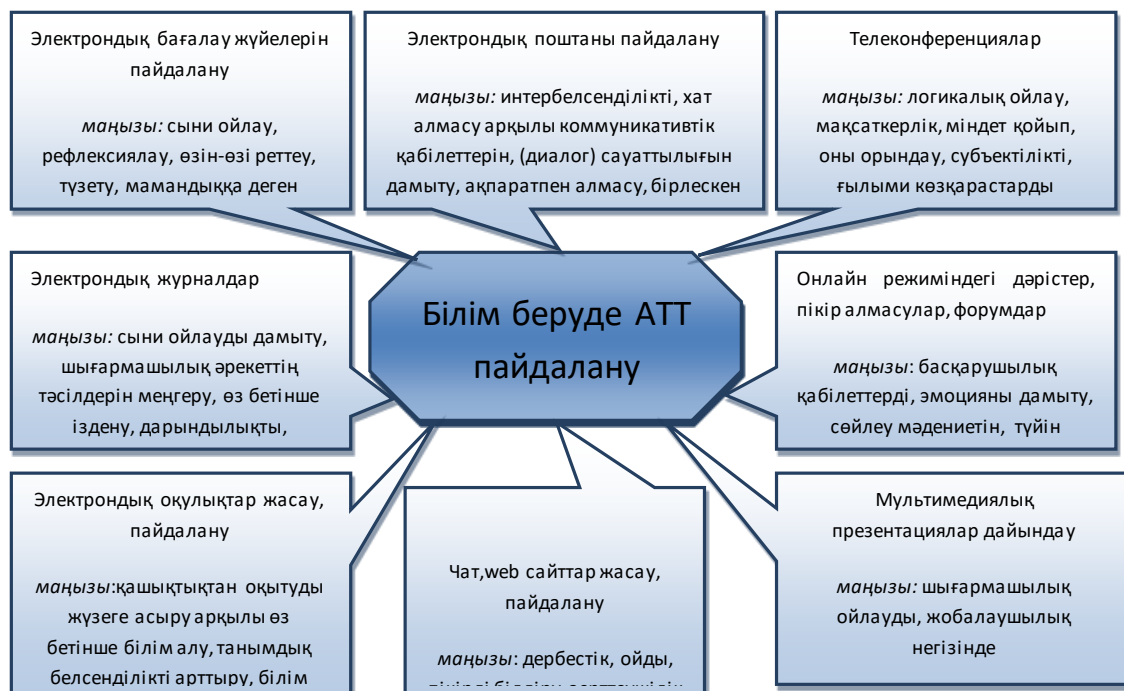 Электрондық бағалау жүйелерін
пайдалану
маңызы: сыни ойлау,
рефлексиялау, өзін-өзі реттеу,
түзету, мамандыққа деген
Электрондық поштаны пайдалану
маңызы: интербелсенділікті, хат
алмасу арқылы коммуникативтік
қабілеттерін, (диалог) сауаттылығын
дамыту, ақпаратпен алмасу, бірлескен
Телеконференциялар
маңызы: логикалық ойлау,
мақсаткерлік, міндет қойып,
оны орындау, субъектілікті,
ғылыми көзқарастарды
Электрондық журналдар
маңызы: сыни ойлауды дамыту,
шығармашылық әрекеттің
тәсілдерін меңгеру, өз бетінше
іздену, дарындылықты,
Білім беруде АТТ
пайдалану
Онлайн режиміндегі дәрістер,
пікір алмасулар, форумдар
маңызы: басқарушылық
қабілеттерді, эмоцияны дамыту,
сөйлеу мәдениетін, түйін
Электрондық оқулықтар жасау,
пайдалану
маңызы:қашықтықтан оқытуды
жүзеге асыру арқылы өз
бетінше білім алу, танымдық
белсенділікті арттыру, білім
Чат,web сайттар жасау,
пайдалану
маңызы: дербестік, ойды,
Мультимедиялық
презентациялар дайындау
маңызы: шығармашылық
ойлауды, жобалаушылық
негізінде